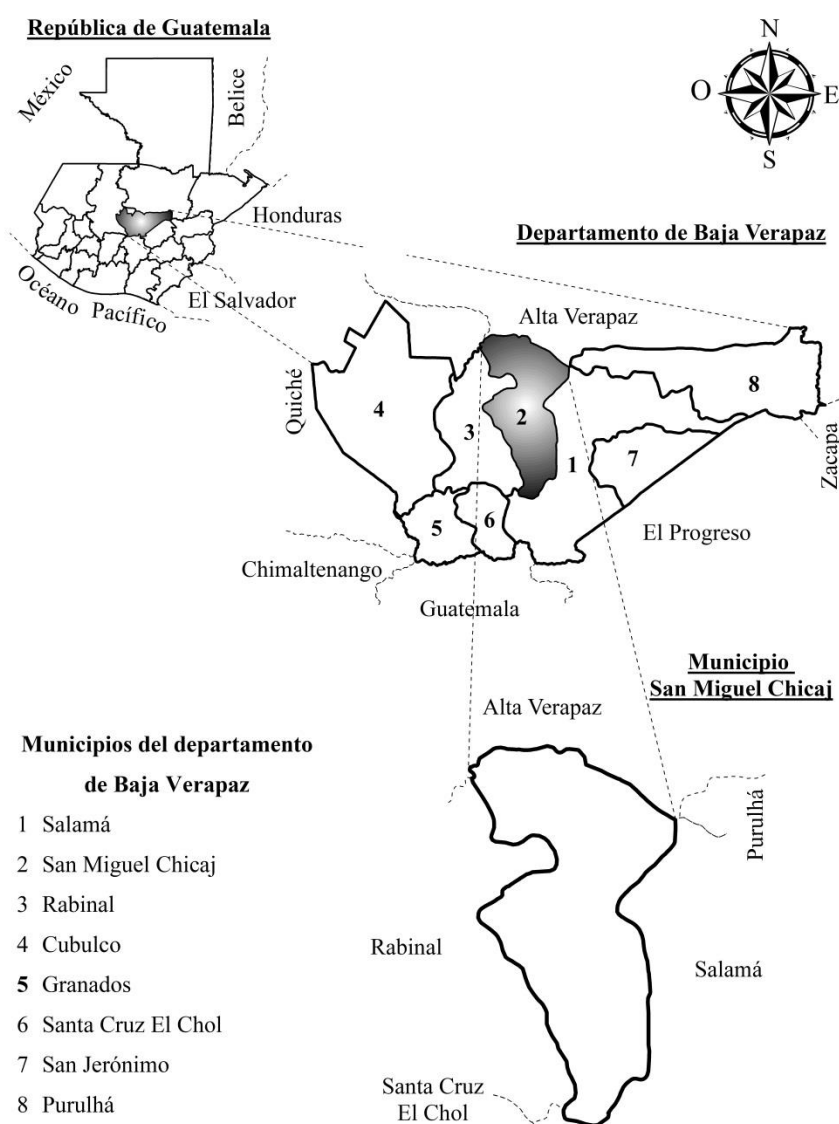 República de Guatemala
México
Belice
Honduras
El Salvador
Océano Pacífico
N
O
E
S
Departamento de Baja Verapaz
Alta Verapaz
Quiché
4
3
2
1
8
7
5
6
Zacapa
El Progreso
Chimaltenango
Guatemala
Municipio
San Miguel Chicaj
Alta Verapaz
Purulhá
Rabinal
Salamá
Santa Cruz
El Chol
Municipios del departamento
de Baja Verapaz
1 Salamá
2 San Miguel Chicaj
3 Rabinal
4 Cubulco
5 Granados
6 Santa Cruz El Chol
7 San Jerónimo
8 Purulhá